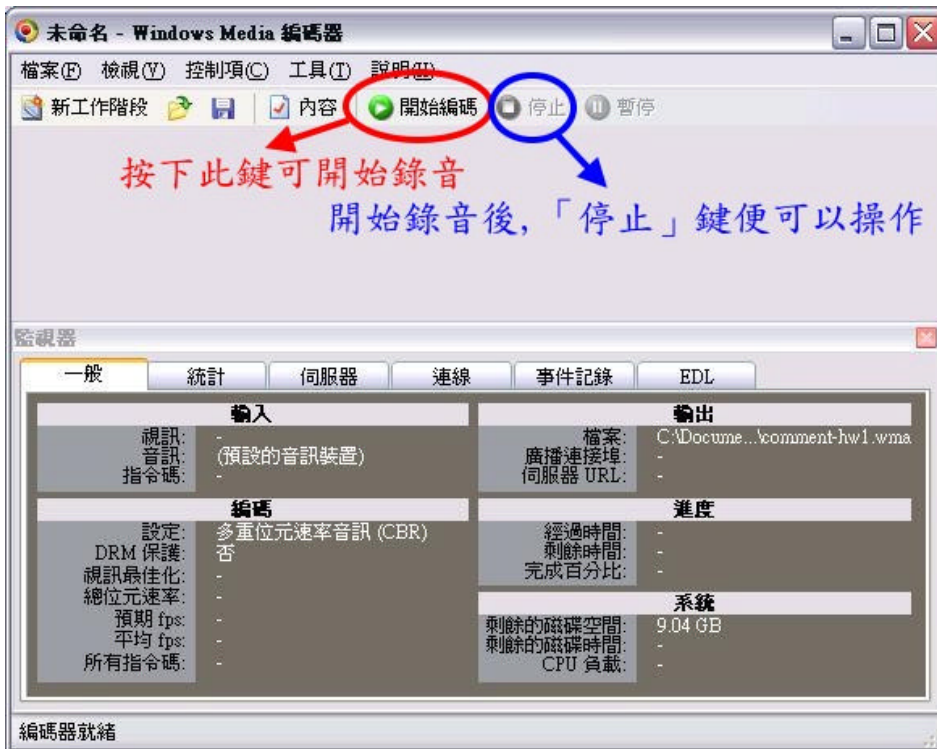 未命名 - Windows Media 編碼器
檔案(F) 檢視(V) 控制項(C) 工具(T) 說明(H)
新工作階段 內容 開始編碼 停止 暫停
按下此鍵可開始錄音
開始錄音後,「停止」鍵便可以操作
監視器
一般 統計 伺服器 連線 事件記錄 EDL
輸入
視訊: -
音訊: (預設的音訊裝置)
指令碼: -
編碼
設定: 多重位元速率音訊 (CBR)
DRM 保護: 否
視訊最佳化: -
總位元速率: -
預期 fps: -
平均 fps: -
所有指令碼: -
輸出
檔案: C:\Docume...\comment-hw1.wma
廣播連接埠: -
伺服器 URL: -
進度
經過時間: -
剩餘時間: -
完成百分比: -
系統
剩餘的磁碟空間: 9.04 GB
剩餘的磁碟時間: -
CPU 負載: -
編碼器就緒